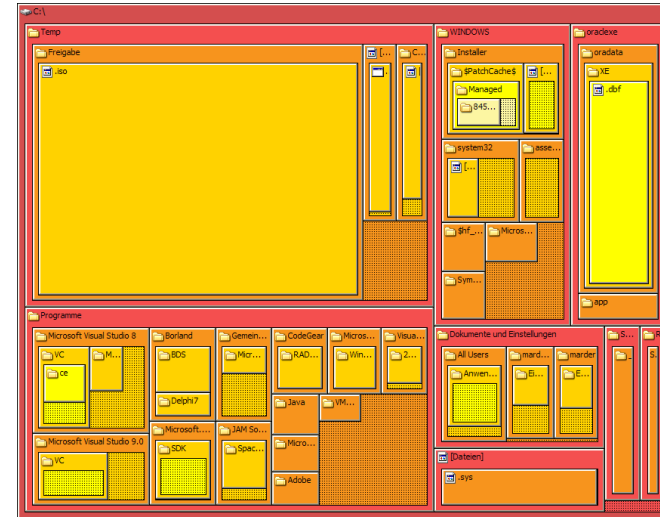 C:\
Temp
Freigabe
.iso
[...
C...
[
WINDOWS
Installer
$PatchCache$
[...
Managed
845...
system32
asse...
[...
$hf_...
Micros...
Sym...
oradexe
oradata
XE
.dbf
app
Programme
Microsoft Visual Studio 8
VC
M...
ce
Microsoft Visual Studio 9.0
VC
Borland
BDS
Delphi7
Microsoft....
SDK
Gemein...
Micr...
JAM So...
Spac...
CodeGear
RAD...
Java
Micro...
Adobe
Micros...
Win...
VM...
Visua...
2...
Dokumente und Einstellungen
All Users
Anwen...
mard...
Ei...
marder
E...
[Dateien]
.sys
S...
R
S.